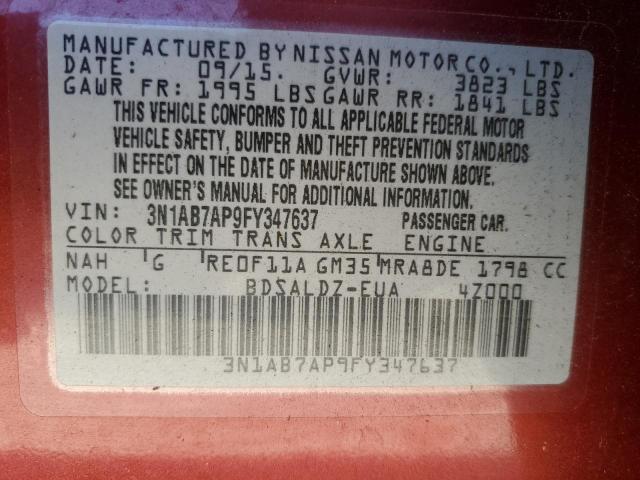 MANUFACTURED BY NISSAN MOTOR CO., LTD.
DATE: 09/15. GVWR: 3823 LBS
GAWR FR: 1995 LBS GAWR RR: 1841 LBS
THIS VEHICLE CONFORMS TO ALL APPLICABLE FEDERAL MOTOR
VEHICLE SAFETY, BUMPER AND THEFT PREVENTION STANDARDS
IN EFFECT ON THE DATE OF MANUFACTURE SHOWN ABOVE.
SEE OWNER'S MANUAL FOR ADDITIONAL INFORMATION.
VIN: 3N1AB7AP9FY347637 PASSENGER CAR.
COLOR TRIM TRANS AXLE ENGINE
NAH G RE0F11A GM35 MRA8DE 1798 CC
MODEL: BDSALDZ-EUA 4Z000
3N1AB7AP9FY347637